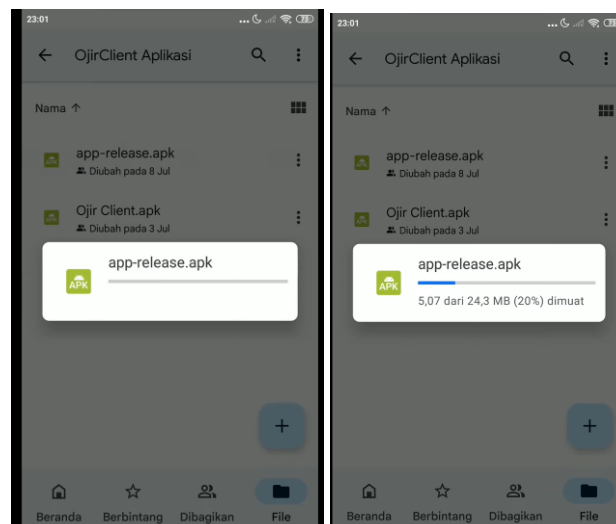 23:01
OjirClient Aplikasi
Nama ↑
app-release.apk
Diubah pada 8 Jul
Ojir Client.apk
Diubah pada 3 Jul
app-release.apk
APK
Beranda Berbintang Dibagikan File
23:01
OjirClient Aplikasi
Nama ↑
app-release.apk
Diubah pada 8 Jul
Ojir Client.apk
Diubah pada 3 Jul
app-release.apk
APK
5,07 dari 24,3 MB (20%) dimuat
Beranda Berbintang Dibagikan File